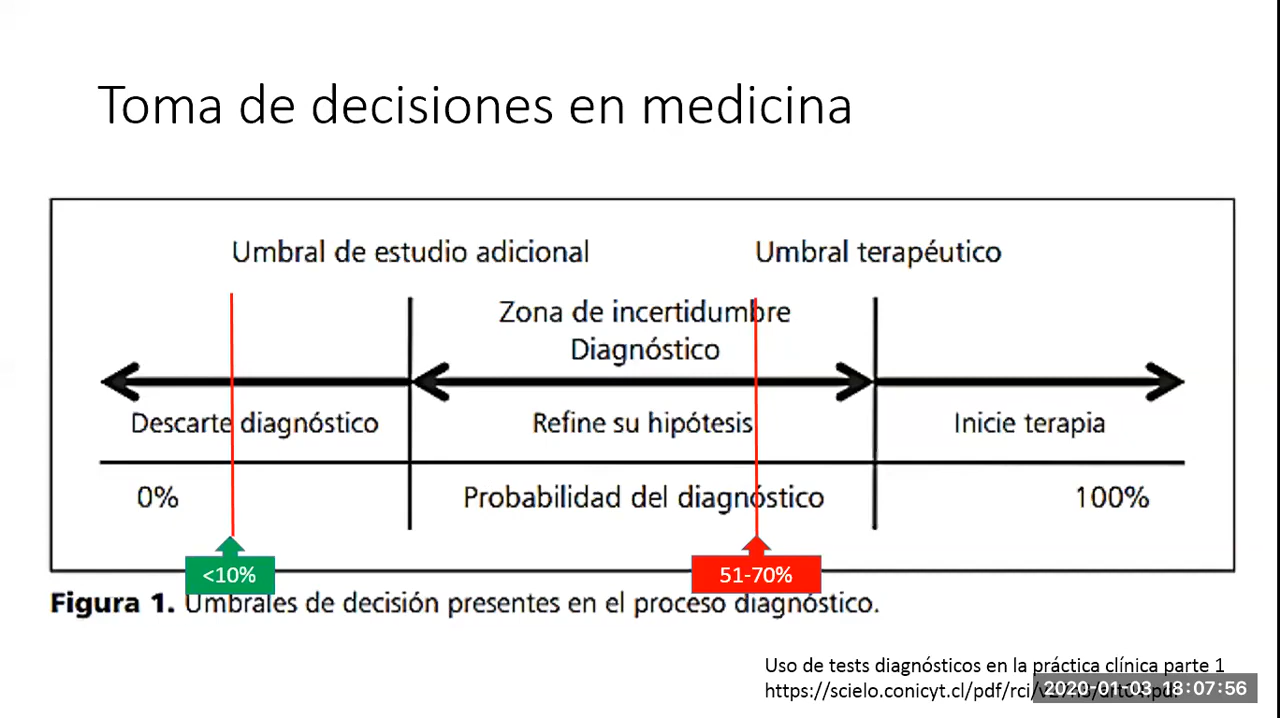 Toma de decisiones en medicina
Umbral de estudio adicional
Umbral terapéutico
Zona de incertidumbre
Diagnóstico
Descarte diagnóstico
Refine su hipótesis
Inicie terapia
0%
Probabilidad del diagnóstico
100%
<10%
51-70%
Figura 1. Umbrales de decisión presentes en el proceso diagnóstico.
Uso de tests diagnósticos en la práctica clínica parte 1
https://scielo.conicyt.cl/pdf/rci/
2020-01-03 18:07:56